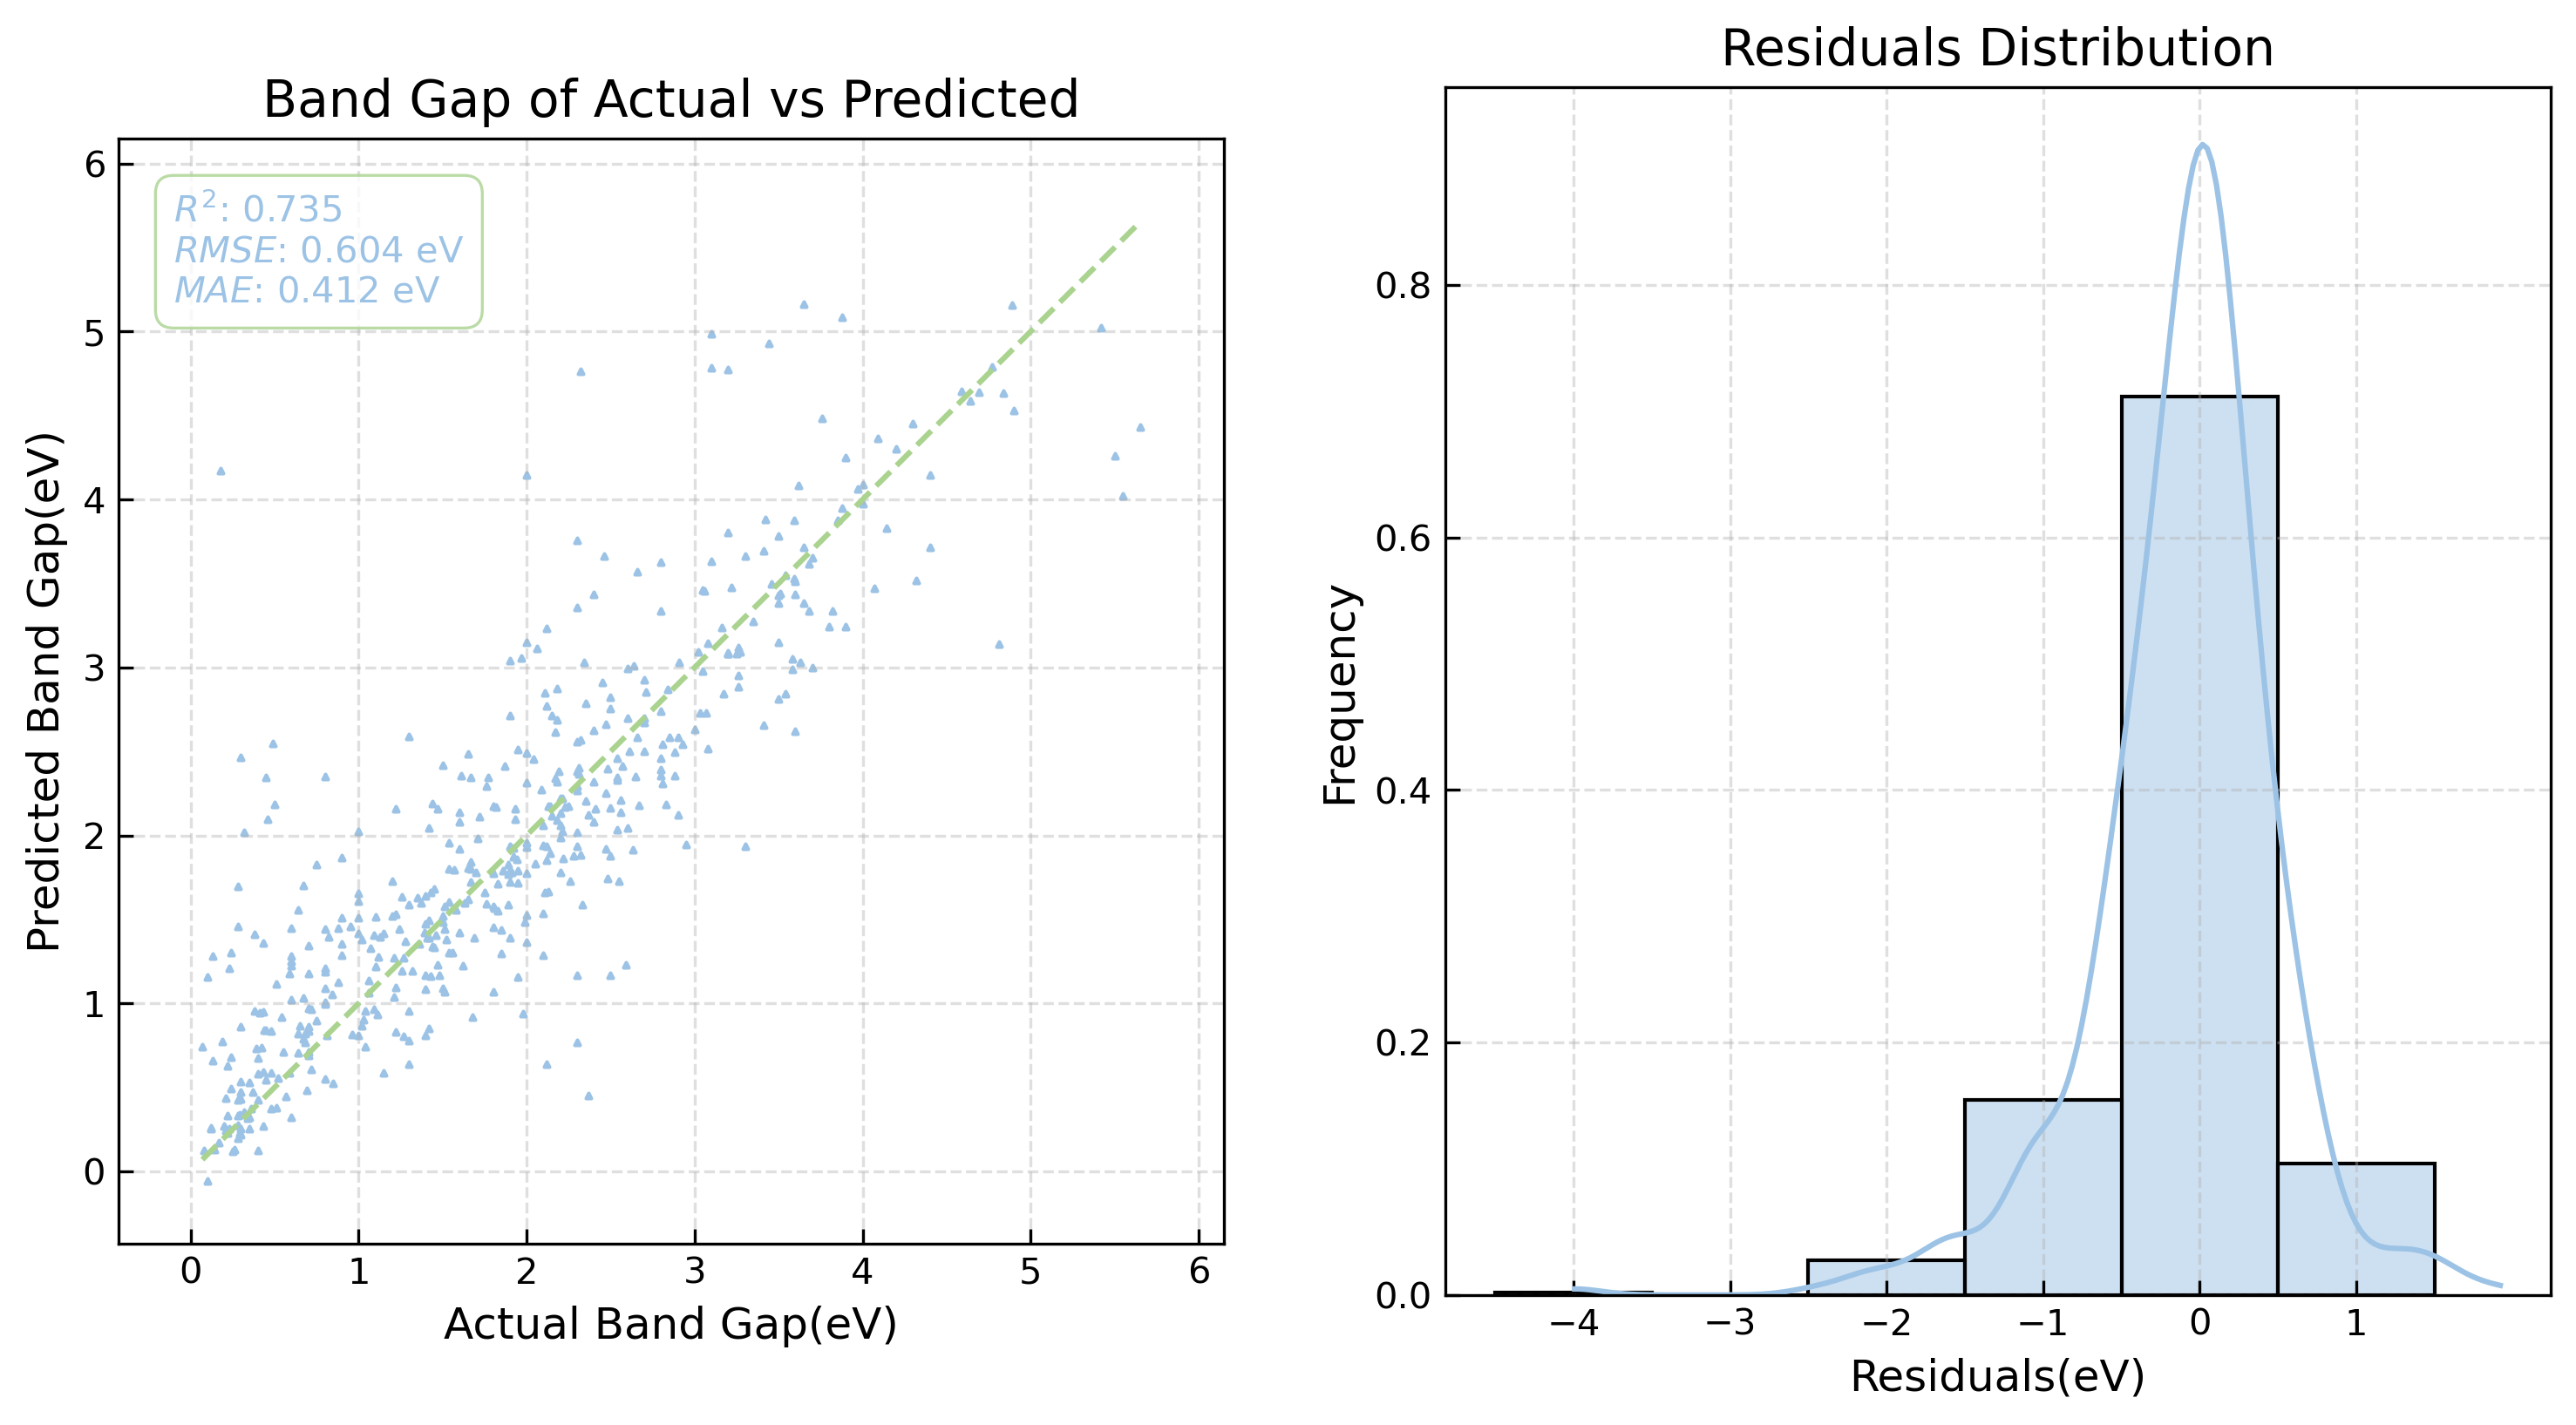 Band Gap of Actual vs Predicted
R²: 0.735
RMSE: 0.604 eV
MAE: 0.412 eV
6
5
4
3
2
1
0
Predicted Band Gap(eV)
0 1 2 3 4 5 6
Actual Band Gap(eV)
Residuals Distribution
0.8
0.6
0.4
0.2
0.0
Frequency
−4 −3 −2 −1 0 1
Residuals(eV)